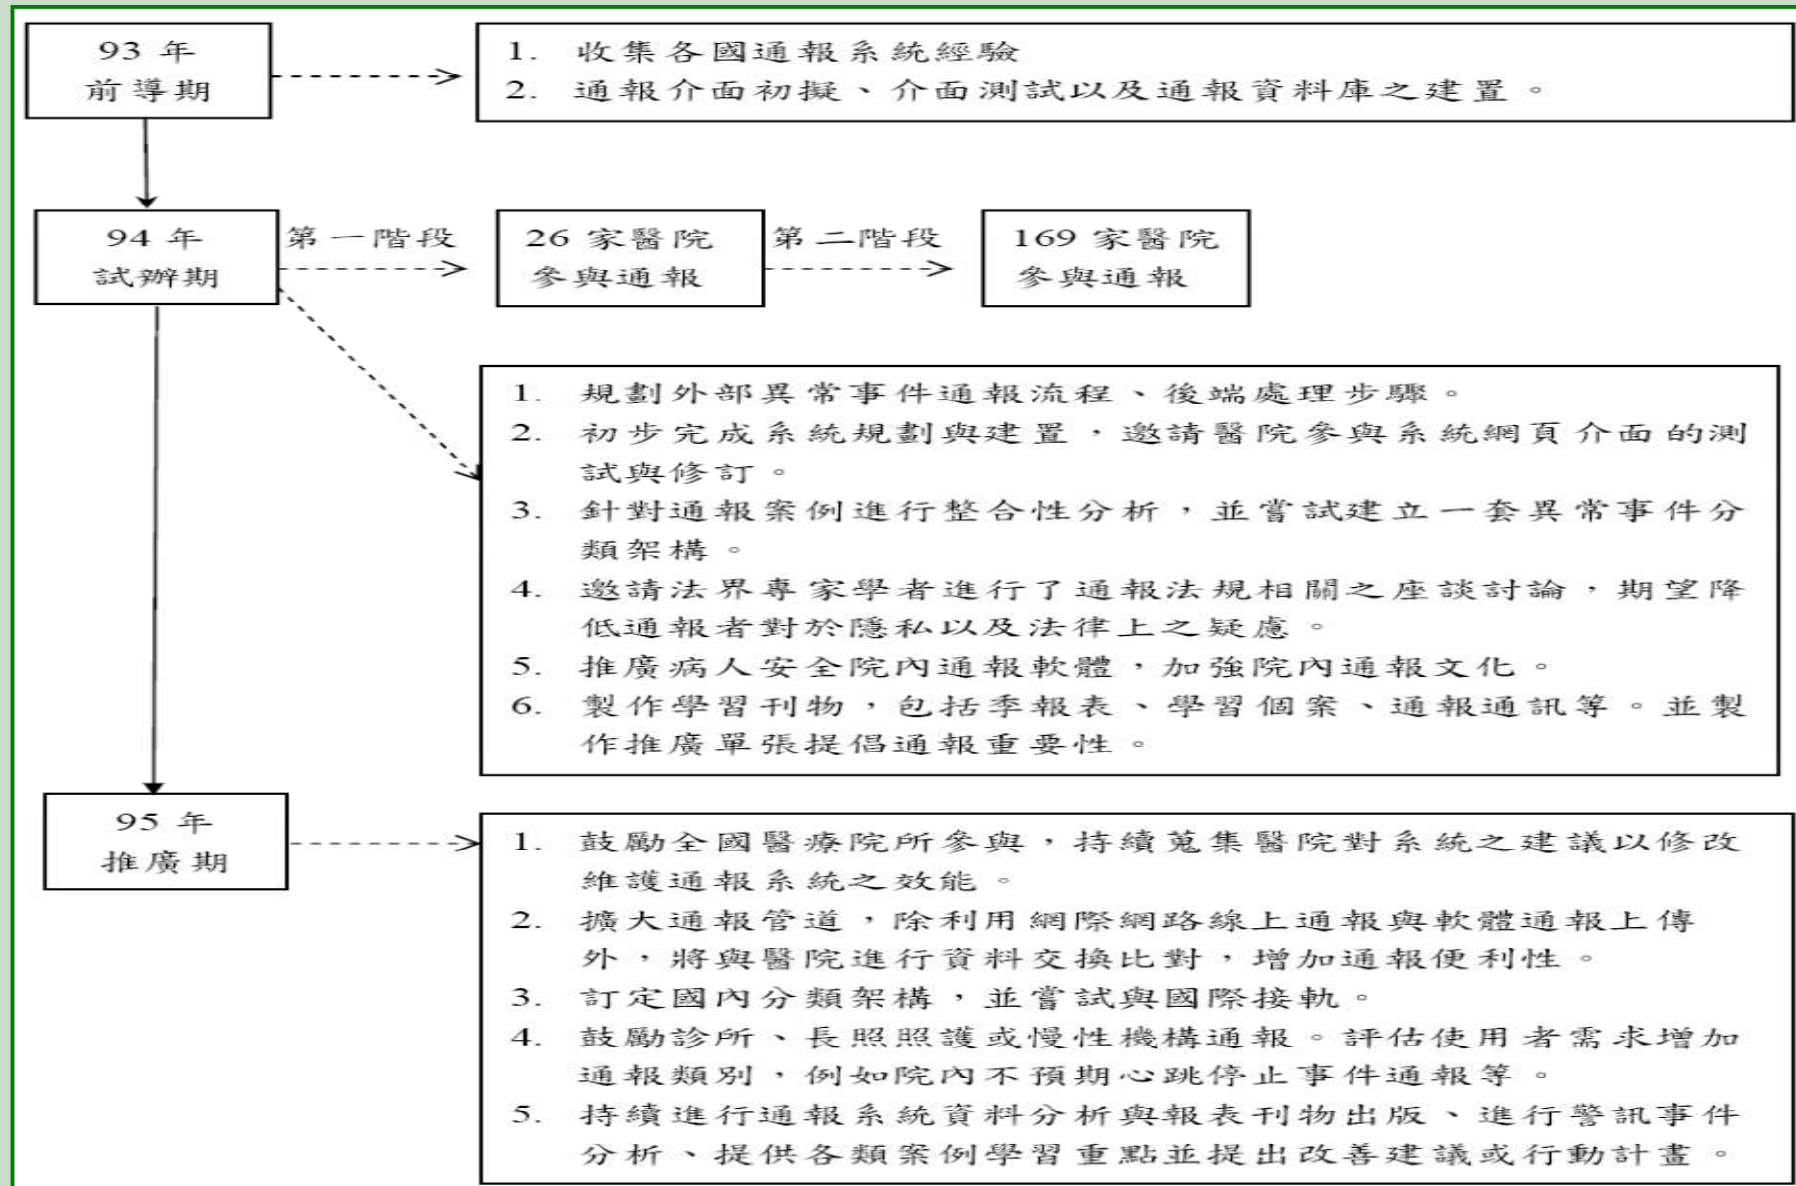 93 年
前導期
1. 收集各國通報系統經驗
2. 通報介面初擬、介面測試以及通報資料庫之建置。
94 年
試辦期
第一階段
26 家醫院
參與通報
第二階段
169 家醫院
參與通報
1. 規劃外部異常事件通報流程、後端處理步驟。
2. 初步完成系統規劃與建置，邀請醫院參與系統網頁介面的測
試與修訂。
3. 針對通報案例進行整合性分析，並嘗試建立一套異常事件分
類架構。
4. 邀請法界專家學者進行了通報法規相關之座談討論，期望降
低通報者對於隱私以及法律上之疑慮。
5. 推廣病人安全院內通報軟體，加強院內通報文化。
6. 製作學習刊物，包括季報表、學習個案、通報通訊等。並製
作推廣單張提倡通報重要性。
95 年
推廣期
1. 鼓勵全國醫療院所參與，持續蒐集醫院對系統之建議以修改
維護通報系統之效能。
2. 擴大通報管道，除利用網際網路線上通報與軟體通報上傳
外，將與醫院進行資料交換比對，增加通報便利性。
3. 訂定國內分類架構，並嘗試與國際接軌。
4. 鼓勵診所、長照照護或慢性機構通報。評估使用者需求增加
通報類別，例如院內不預期心跳停止事件通報等。
5. 持續進行通報系統資料分析與報表刊物出版、進行警訊事件
分析、提供各類案例學習重點並提出改善建議或行動計畫。